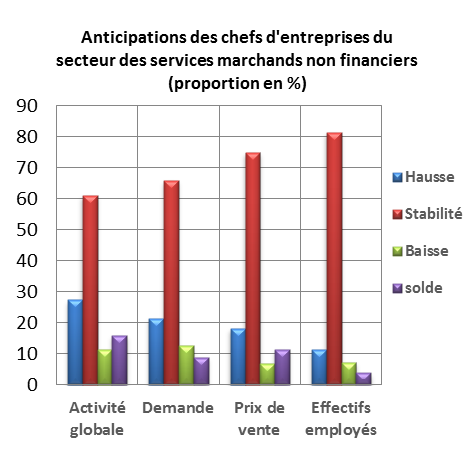 Anticipations des chefs d'entreprises du
secteur des services marchands non financiers
(proportion en %)
90
80
70
60
50
40
30
20
10
0
Hausse
Stabilité
Baisse
solde
Activité
globale
Demande
Prix de
vente
Effectifs
employés